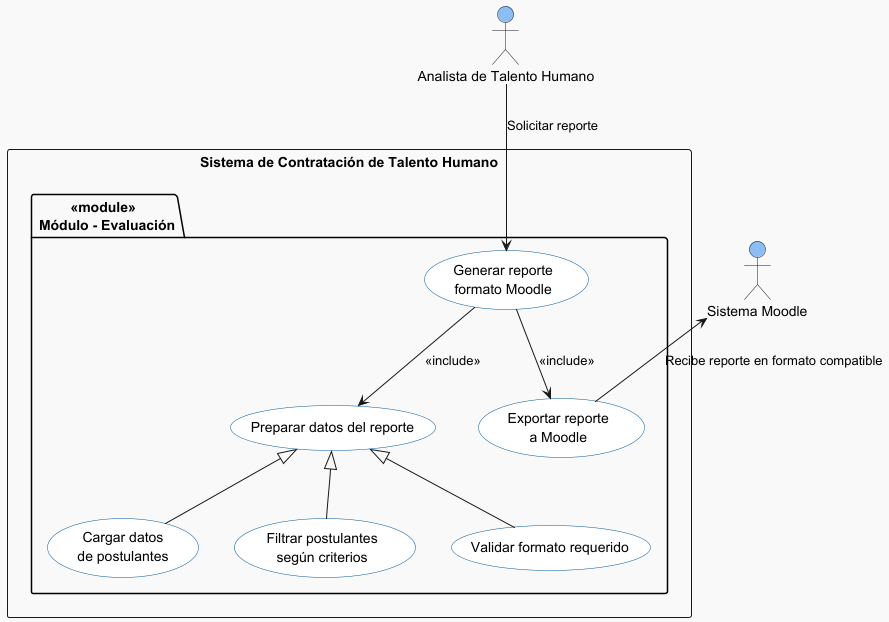 Analista de Talento Humano
Solicitar reporte
Sistema de Contratación de Talento Humano
«module»
Módulo - Evaluación
Generar reporte
formato Moodle
Sistema Moodle
«include»
«include»
Recibe reporte en formato compatible
Preparar datos del reporte
Exportar reporte
a Moodle
Cargar datos
de postulantes
Filtrar postulantes
según criterios
Validar formato requerido